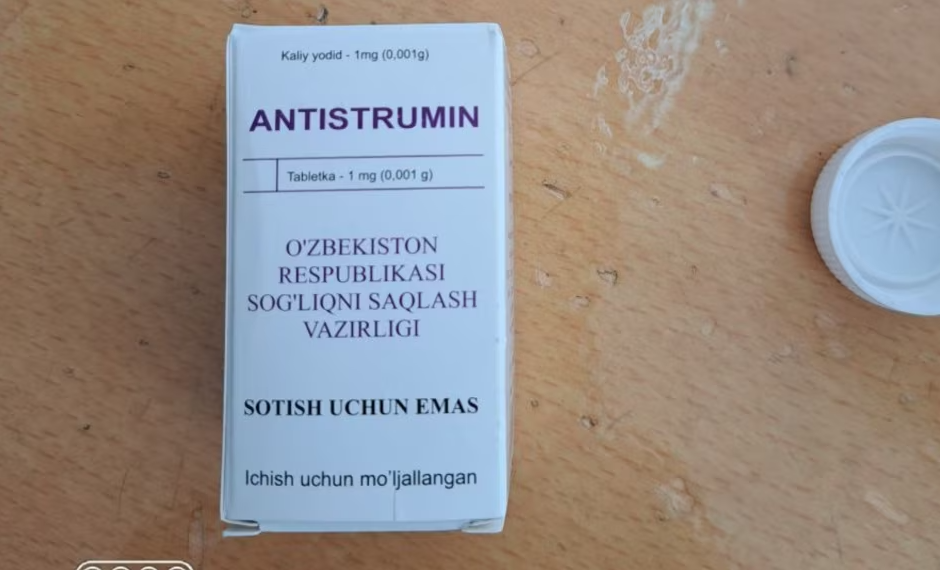 Kaliy yodid - 1mg (0,001g)
ANTISTRUMIN
Tabletka - 1 mg (0,001 g)
O'ZBEKISTON
RESPUBLIKASI
SOG'LIQNI SAQLASH
VAZIRLIGI
SOTISH UCHUN EMAS
Ichish uchun mo'ljallangan